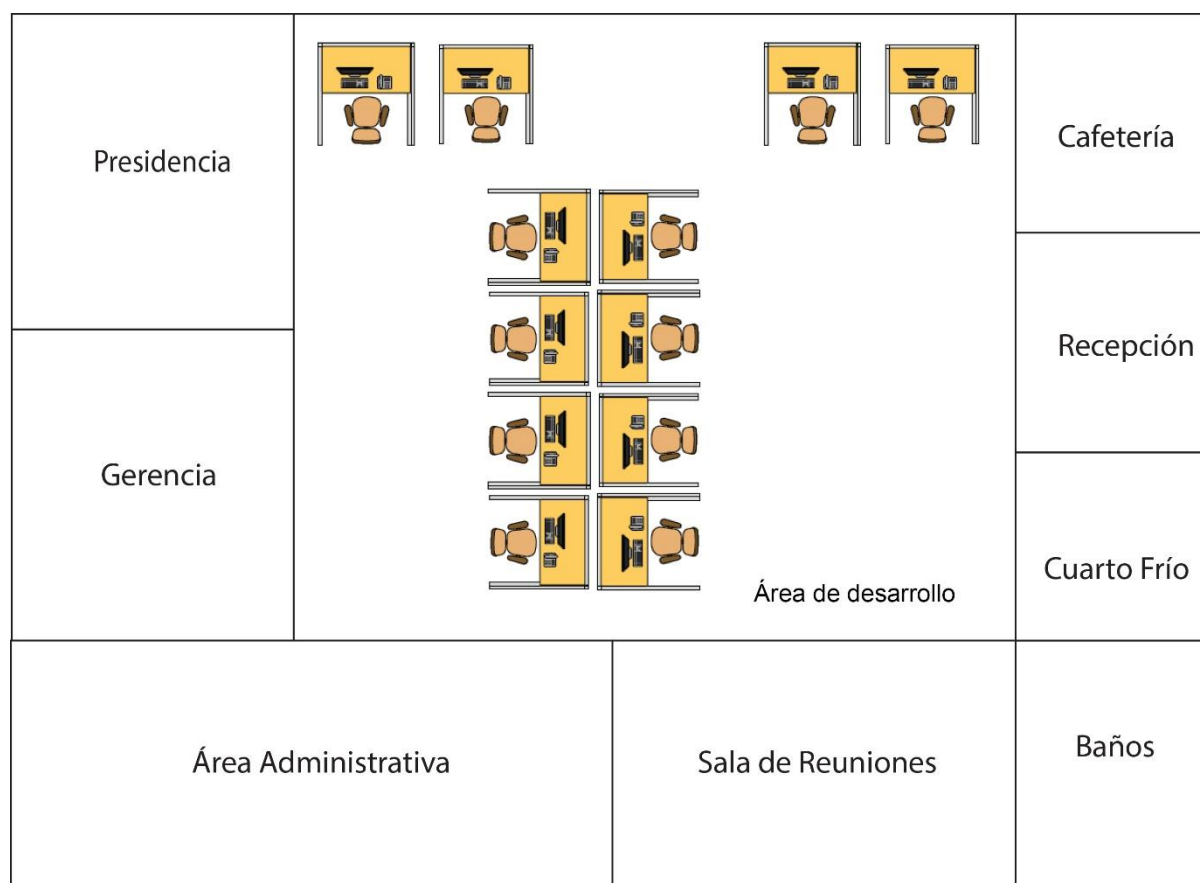 Presidencia
Cafetería
Recepción
Gerencia
Cuarto Frío
Área de desarrollo
Área Administrativa
Sala de Reuniones
Baños